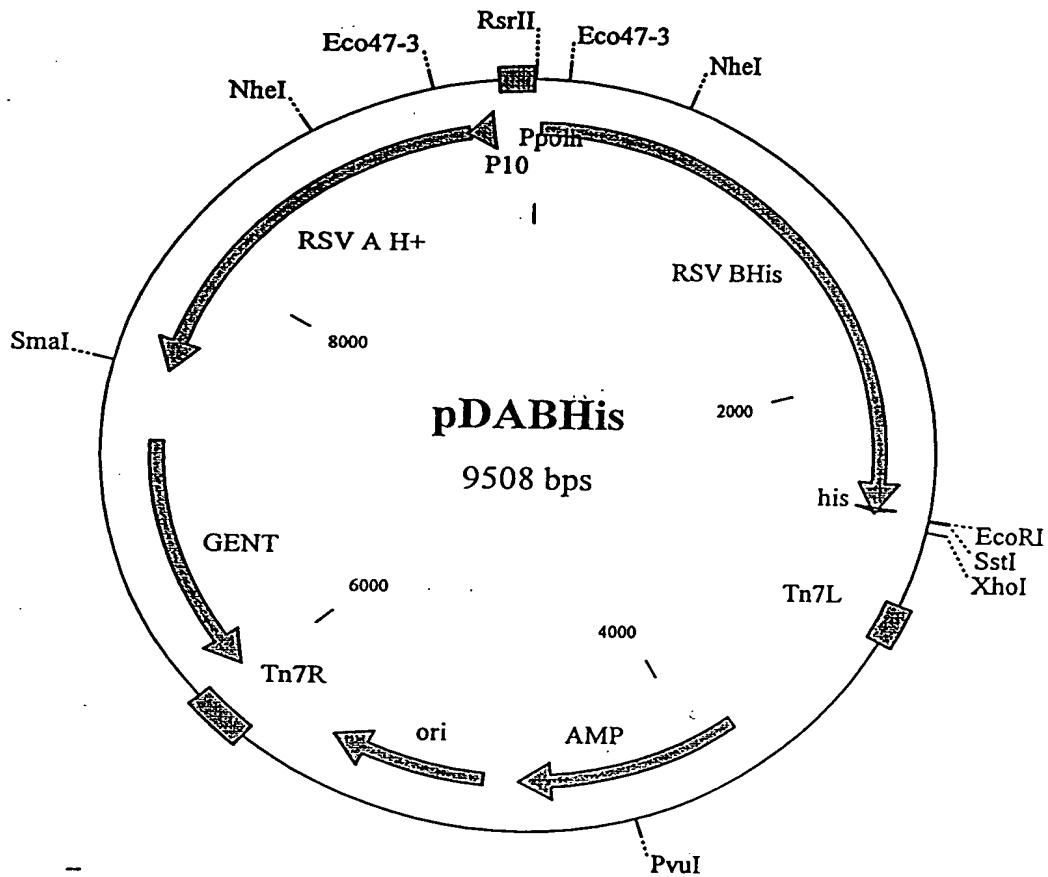 RsrII
Eco47-3
Eco47-3
NheI
NheI
Ppolh
P10
RSV A H+
RSV BHis
SmaI
8000
2000
pDABHis
9508 bps
his
EcoRI
SstI
XhoI
GENT
Tn7L
6000
4000
Tn7R
ori
AMP
PvuI